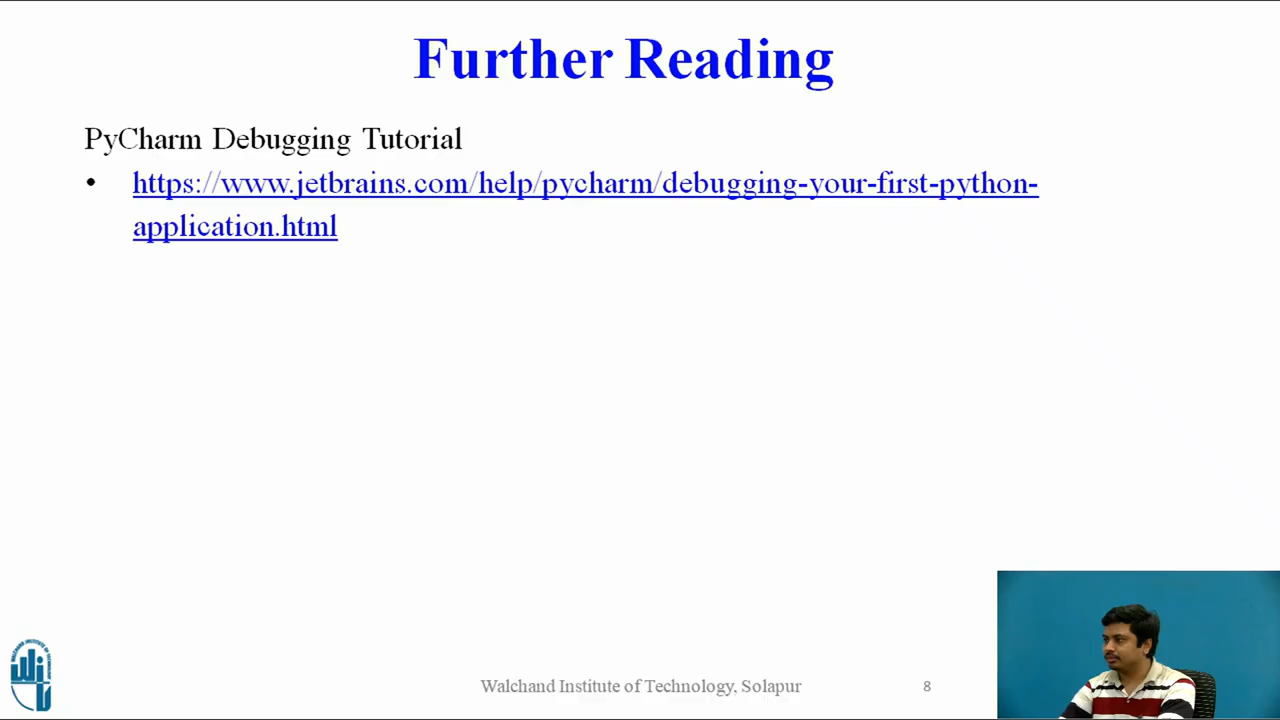 Further Reading
PyCharm Debugging Tutorial
• https://www.jetbrains.com/help/pycharm/debugging-your-first-python-
application.html
Walchand Institute of Technology, Solapur
8